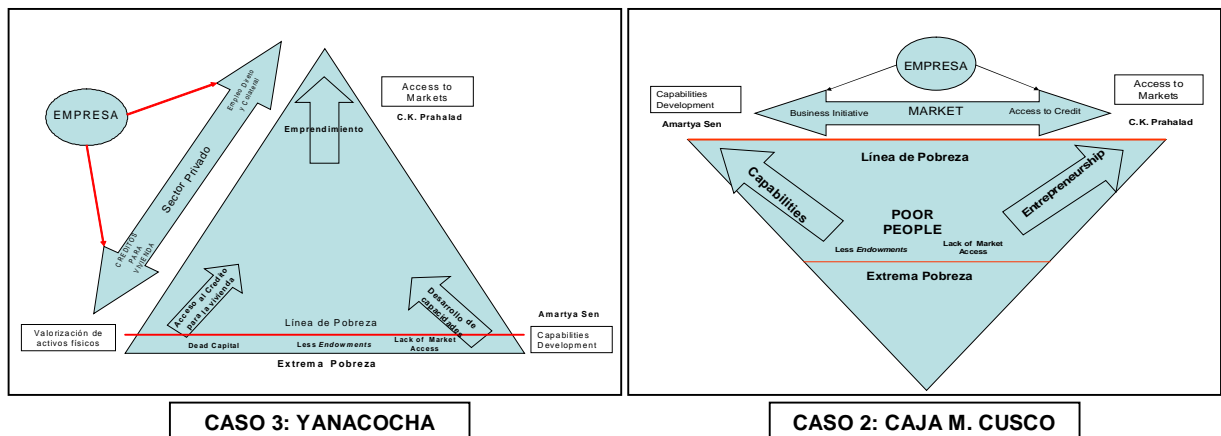 EMPRESA
Empleo Direto
y Colateral
Sector Privado
CREDITOS
PARA
VIVIENDA
Emprendimiento
Access to
Markets
C.K. Prahalad
Acceso al Credito
para la vivienda
Desarrollo de
capacidades
Amartya Sen
Valorización de
activos físicos
Línea de Pobreza
Capabilities
Development
Dead Capital
Less Endowments
Lack of Market
Access
Extrema Pobreza
CASO 3: YANACOCHA
EMPRESA
Capabilities
Development
Amartya Sen
Business Initiative
MARKET
Access to Credit
Access to
Markets
C.K. Prahalad
Línea de Pobreza
Capabilities
Entrepreneurship
POOR
PEOPLE
Less Endowments
Lack of Market
Access
Extrema Pobreza
CASO 2: CAJA M. CUSCO